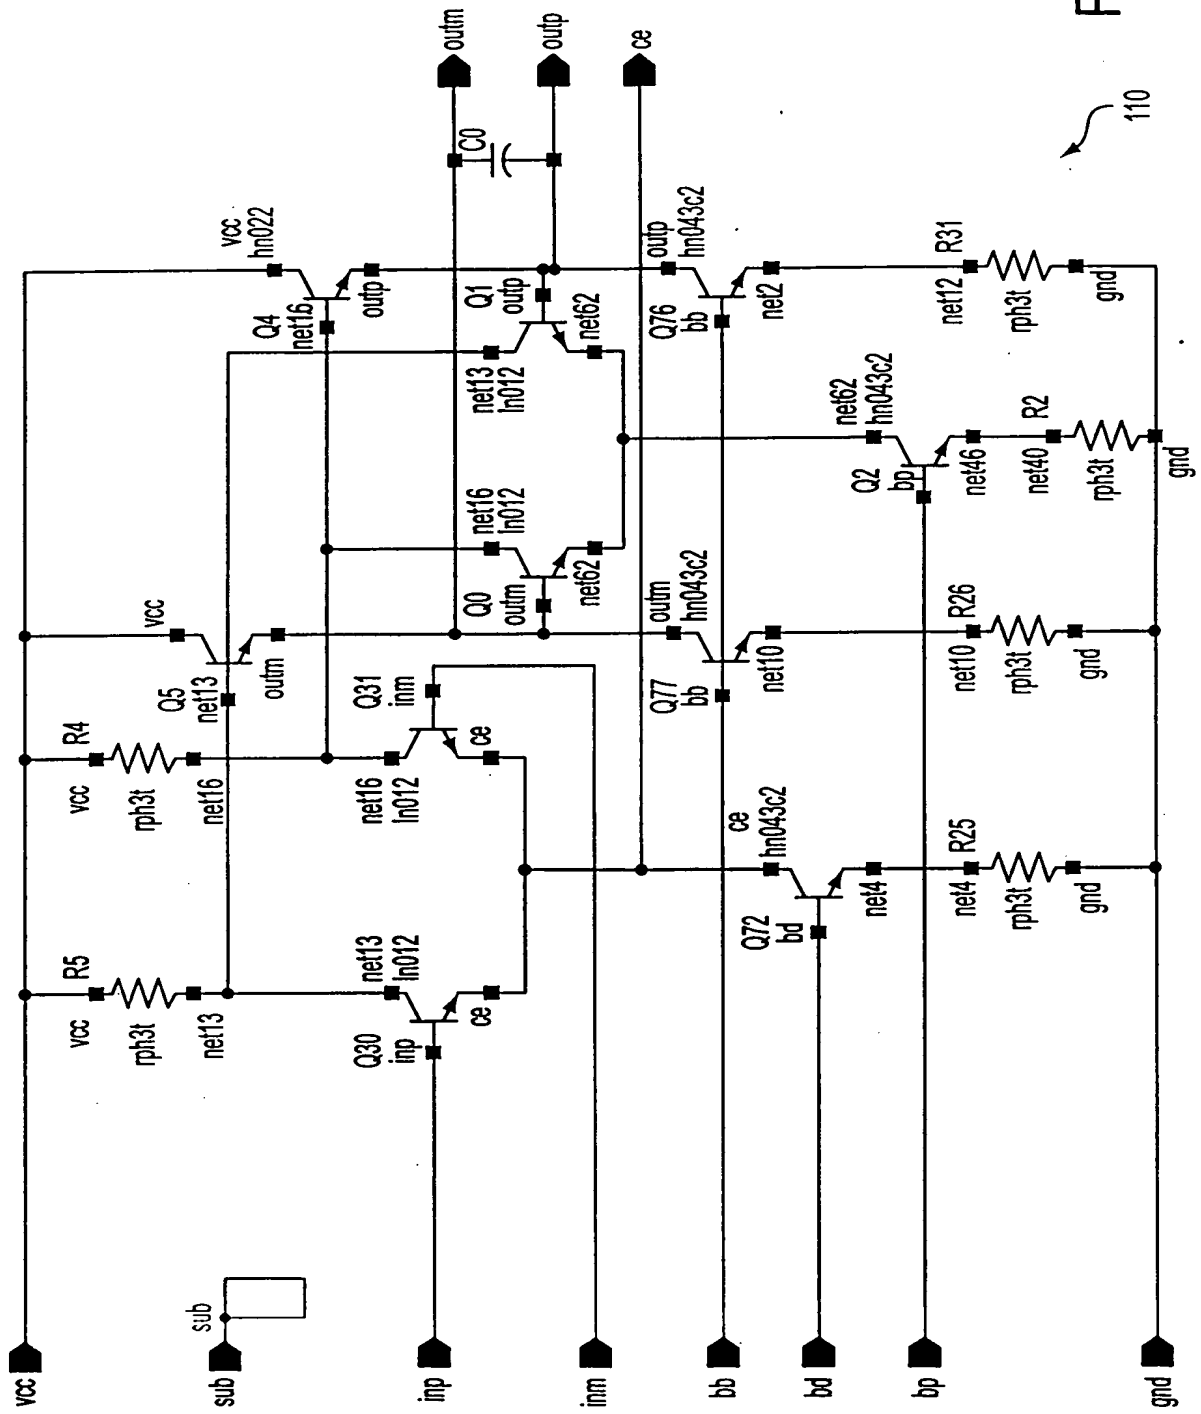 F
110
outm
outp
ce
C0
vcc
hn022
Q4
net16
outp
Q1
outp
net13
ln012
net62
outp
hn043c2
Q76
bb
net2
net12
R31
rph3t
gnd
net16
ln012
Q0
outm
net62
net62
hn043c2
Q2
bp
net46
net40
R2
rph3t
gnd
vcc
Q5
net13
outm
outm
hn043c2
Q77
bb
net10
net10
R26
rph3t
gnd
vcc
R4
rph3t
net16
Q31
inm
net16
ln012
ce
ce
hn043c2
Q72
bd
net4
net4
R25
rph3t
gnd
vcc
R5
rph3t
net13
net13
ln012
Q30
inp
ce
sub
vcc
sub
inp
inm
bb
bd
bp
gnd